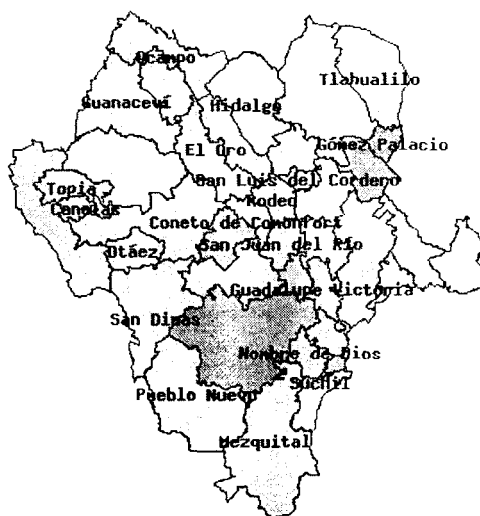 Ocampo
Tlahualilo
Guanaceví
Hidalgo
Gómez Palacio
El Oro
San Luis del Cordero
Topia
Rodeo
Canelas
Coneto de Comonfort
Otáez
San Juan del Río
Guadalupe Victoria
San Dimas
Nombre de Dios
Súchil
Pueblo Nuevo
Mezquital